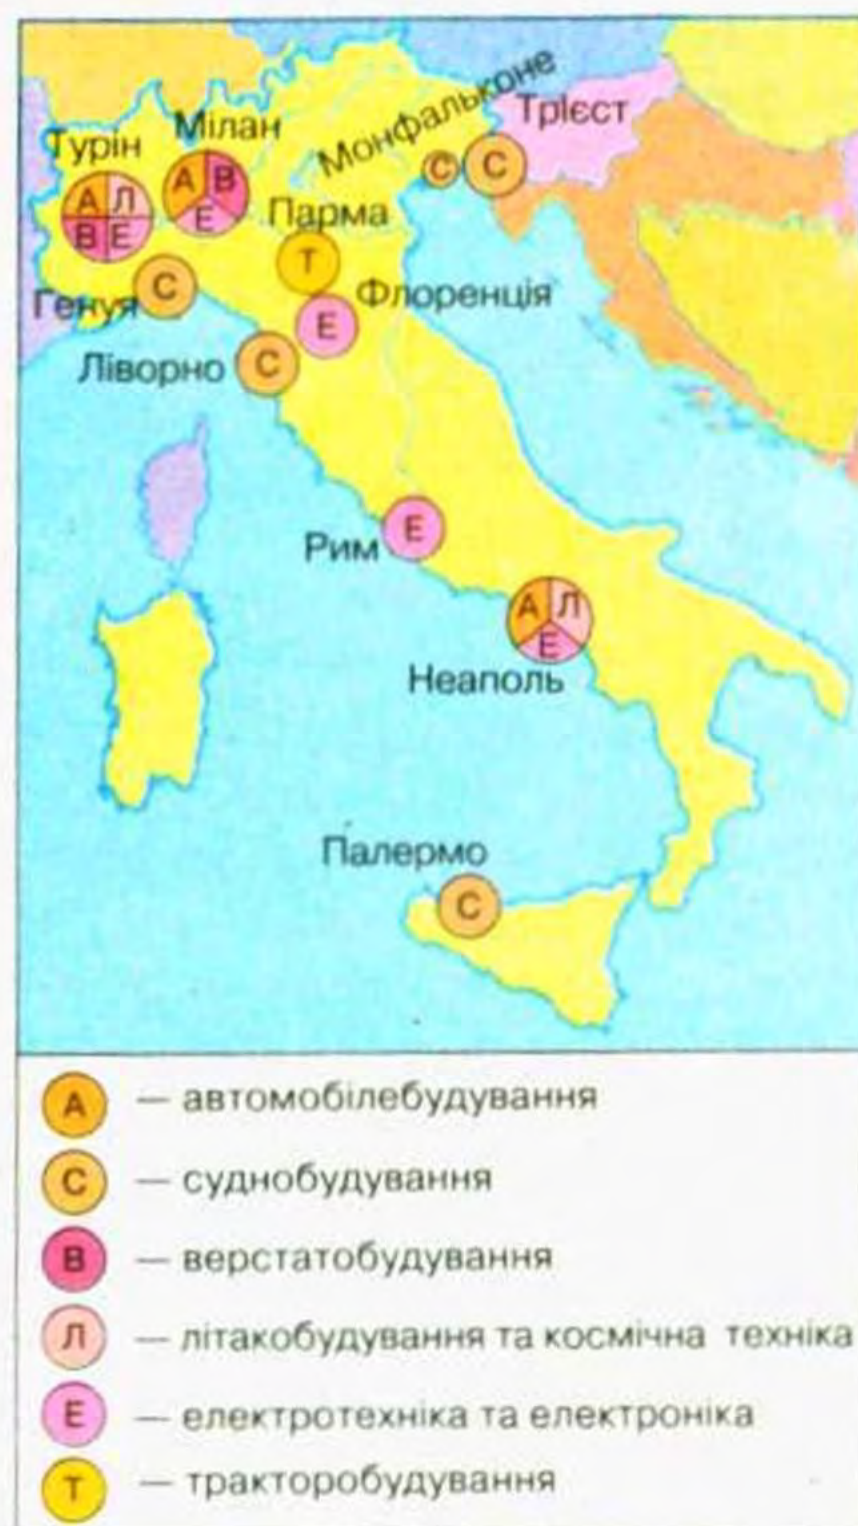 Монфальконе
Трієст
Мілан
Турін
С С
А В Е
А Л В Е
Парма
Т
Генуя
С
Флоренція
Е
Ліворно
С
Рим
Е
А Л Е
Неаполь
Палермо
С
А — автомобілебудування
С — суднобудування
В — верстатобудування
Л — літакобудування та космічна техніка
Е — електротехніка та електроніка
Т — тракторобудування